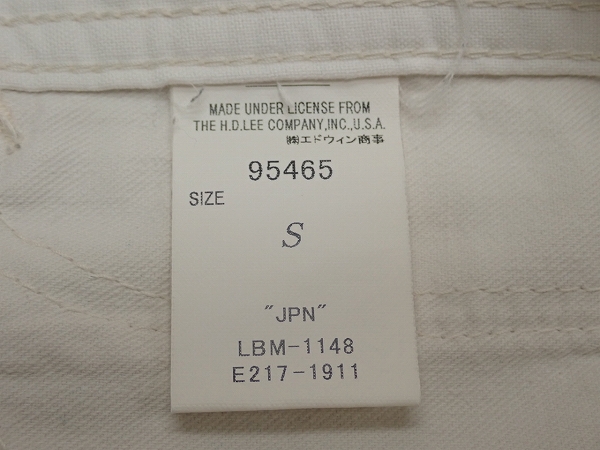 MADE UNDER LICENSE FROM
THE H.D.LEE COMPANY,INC.,U.S.A.
㈱エドウィン商事
95465
SIZE
S
"JPN"
LBM-1148
E217-1911